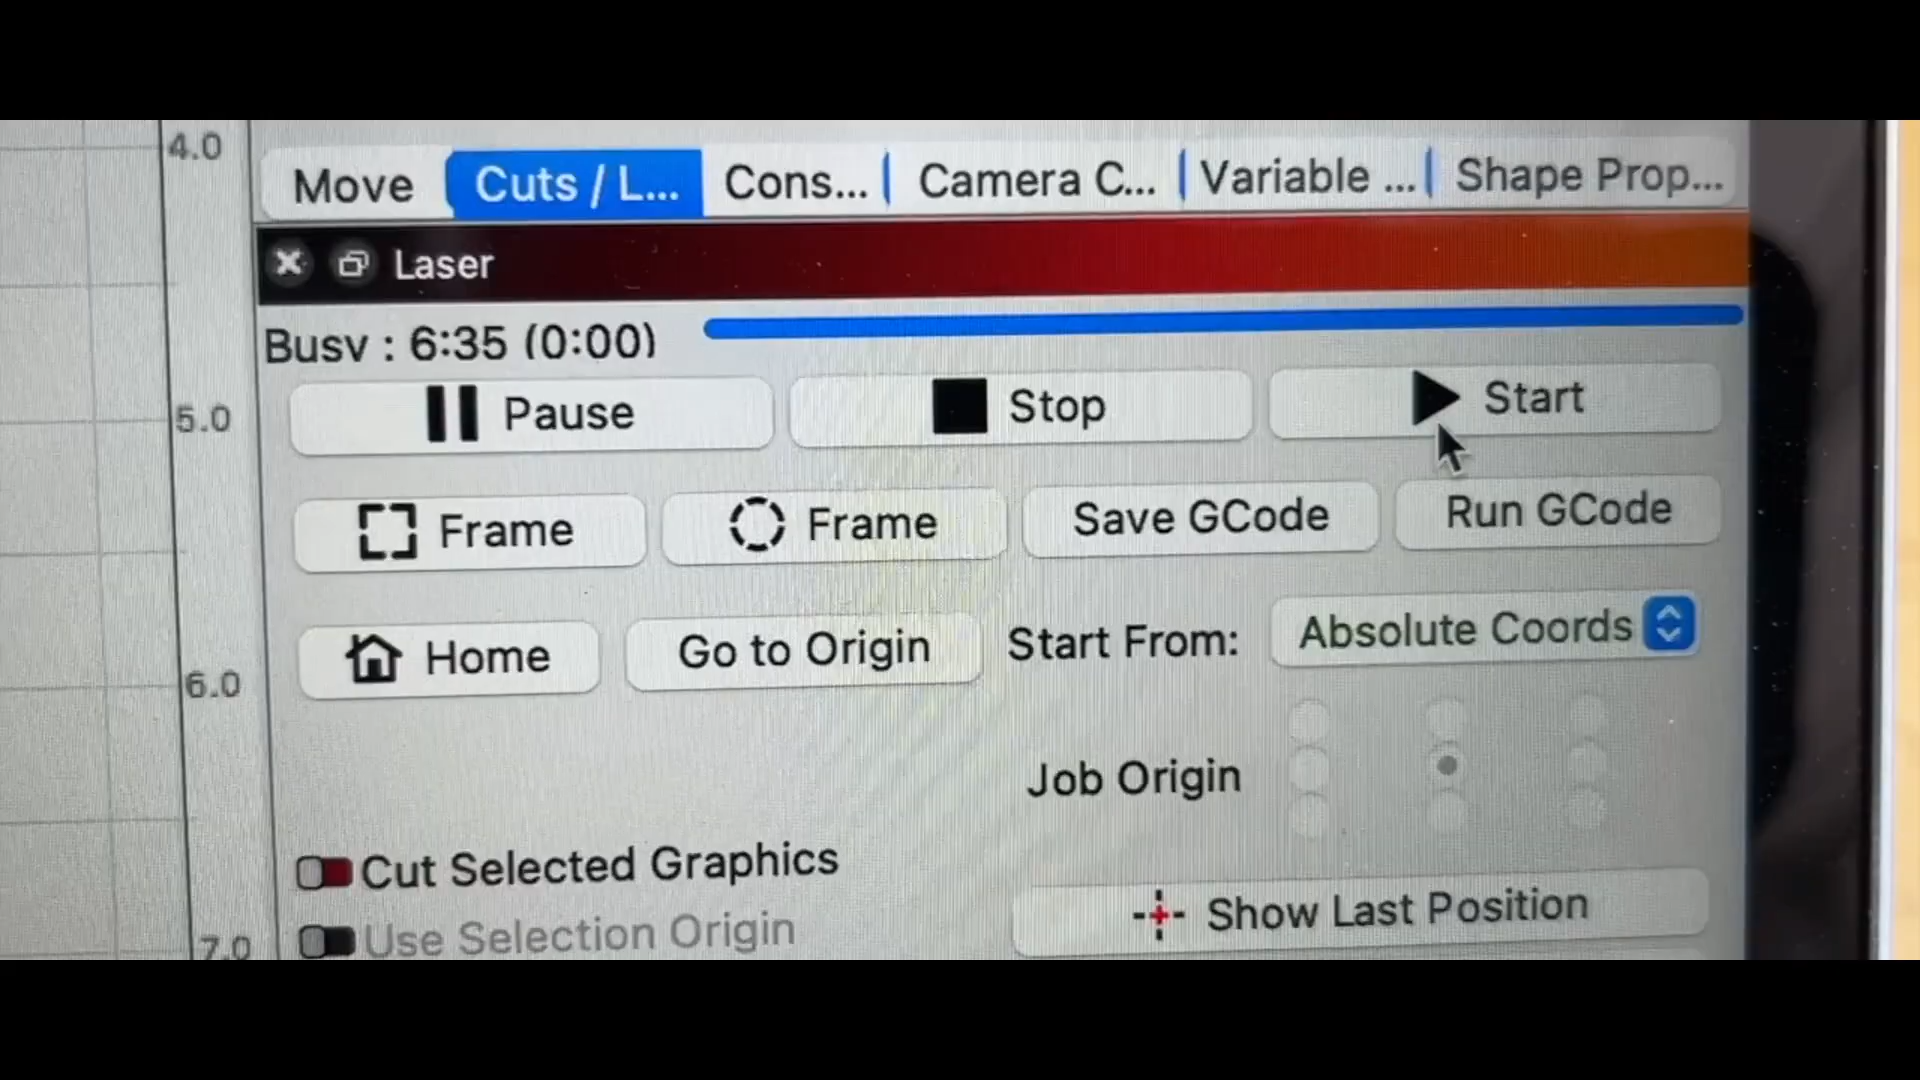 4.0
Move Cuts / L... Cons... Camera C... Variable ... Shape Prop...
Laser
Busy : 6:35 (0:00)
5.0
Pause Stop Start
Frame Frame Save GCode Run GCode
Home Go to Origin Start From: Absolute Coords
6.0
Job Origin
Cut Selected Graphics
Show Last Position
Use Selection Origin
7.0